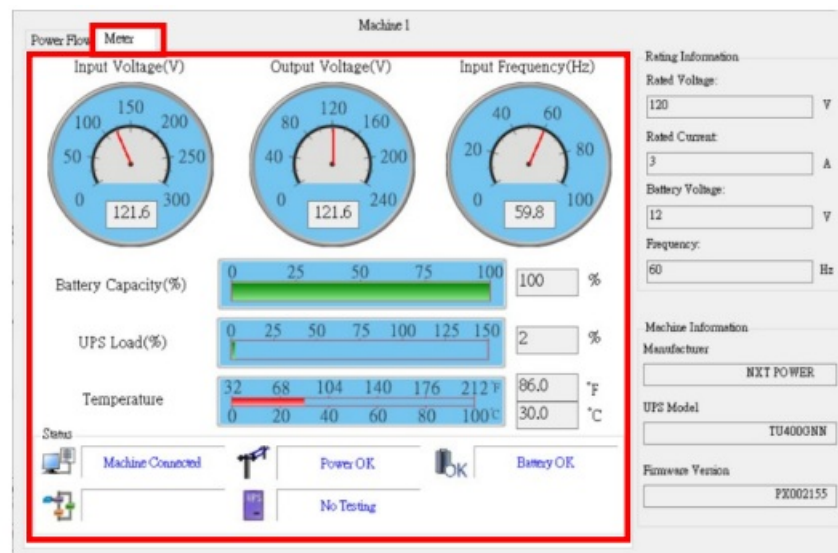 Machine 1
Power Flow Meter
Input Voltage(V) Output Voltage(V) Input Frequency(Hz)
0 50 100 150 200 250 300
121.6
0 40 80 120 160 200 240
121.6
0 20 40 60 80 100
59.8
Battery Capacity(%)
0 25 50 75 100
100 %
UPS Load(%)
0 25 50 75 100 125 150
2 %
Temperature
32 68 104 140 176 212 °F
0 20 40 60 80 100 °C
86.0 °F
30.0 °C
Status
Machine Connected
Power OK
OK
Battery OK
UPS
No Testing
Rating Information
Rated Voltage:
120 V
Rated Current:
3 A
Battery Voltage:
12 V
Frequency:
60 Hz
Machine Information
Manufacturer
NXT POWER
UPS Model
TU400GNN
Firmware Version
PX002155